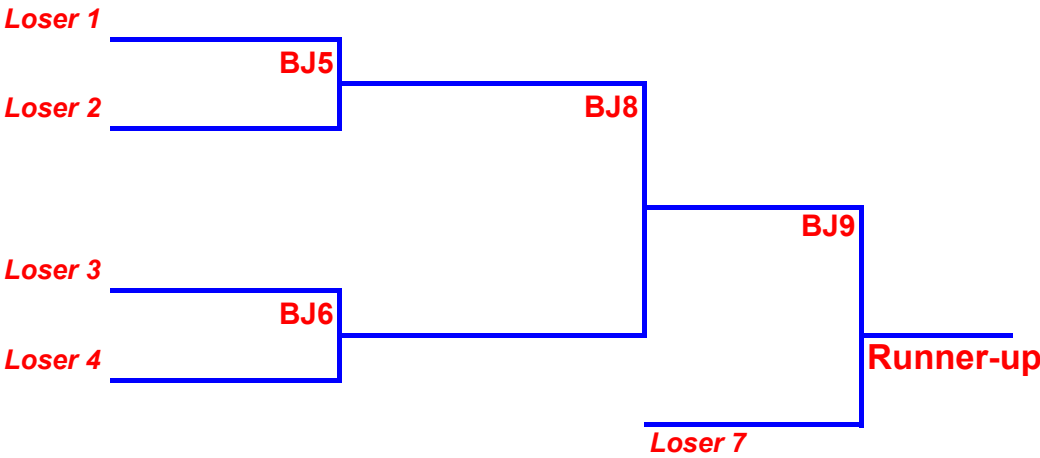 Loser 1
BJ5
Loser 2
BJ8
BJ9
Loser 3
BJ6
Loser 4
Runner-up
Loser 7